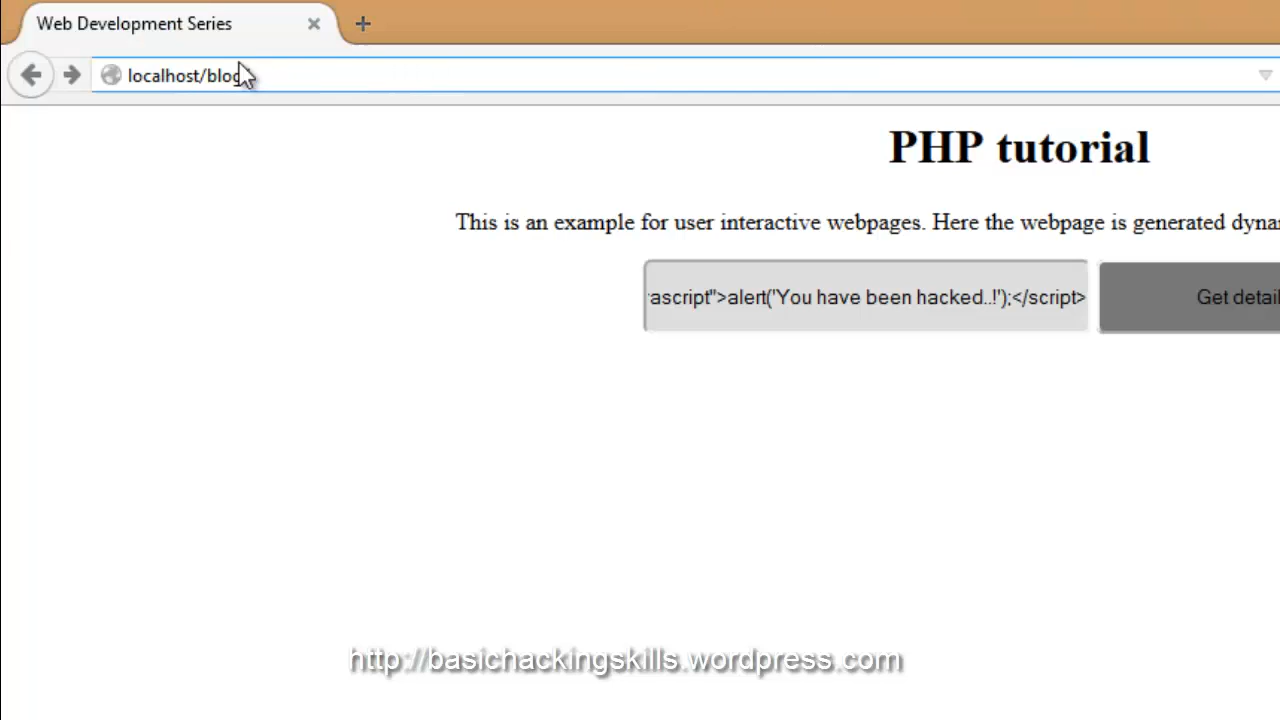 Web Development Series
localhost/blog
PHP tutorial
This is an example for user interactive webpages. Here the webpage is generated dyna
ascript">alert('You have been hacked..!');</script>
Get detail
http://basichackingskills.wordpress.com